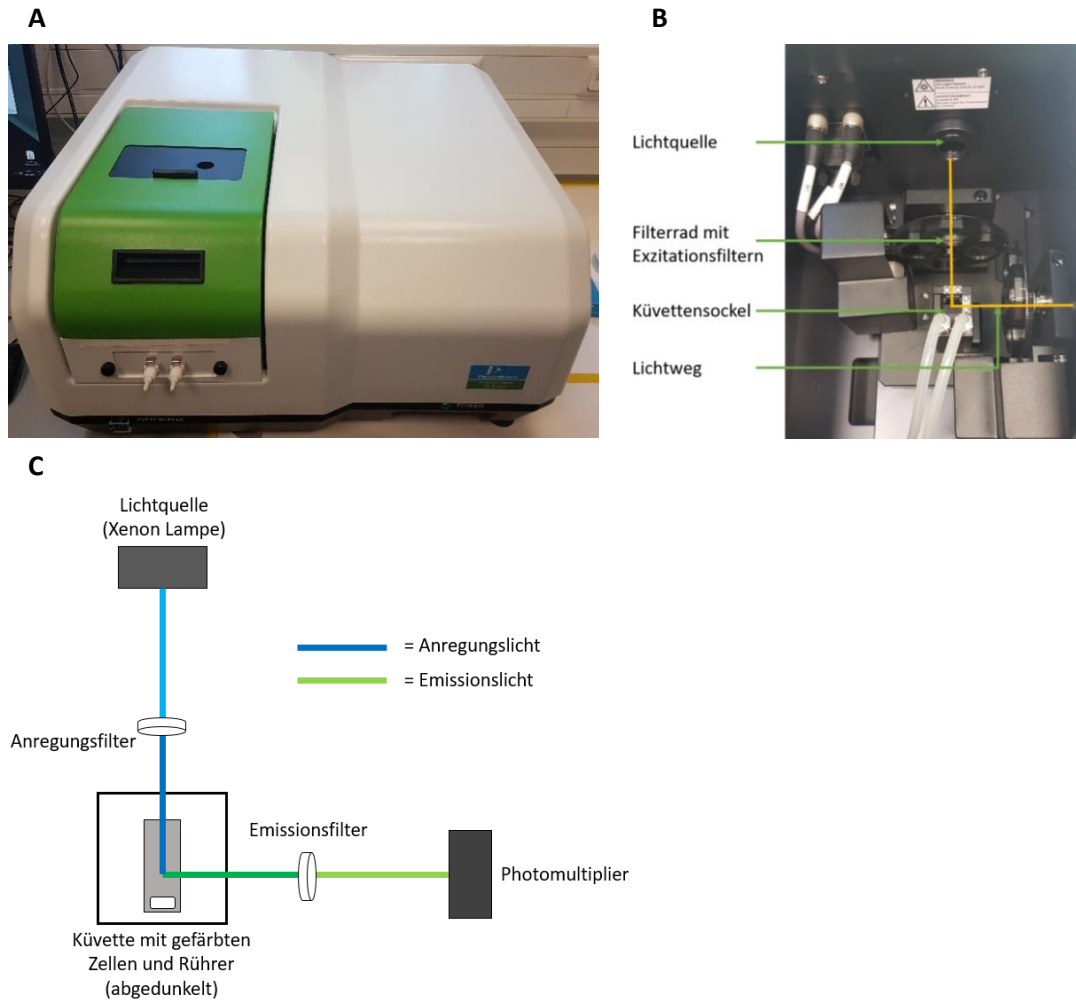 A
B
Lichtquelle
Filterrad mit
Exzitationsfiltern
Küvettensockel
Lichtweg
POWER
C
Lichtquelle
(Xenon Lampe)
= Anregungslicht
= Emissionslicht
Anregungsfilter
Emissionsfilter
Photomultiplier
Küvette mit gefärbten
Zellen und Rührer
(abgedunkelt)